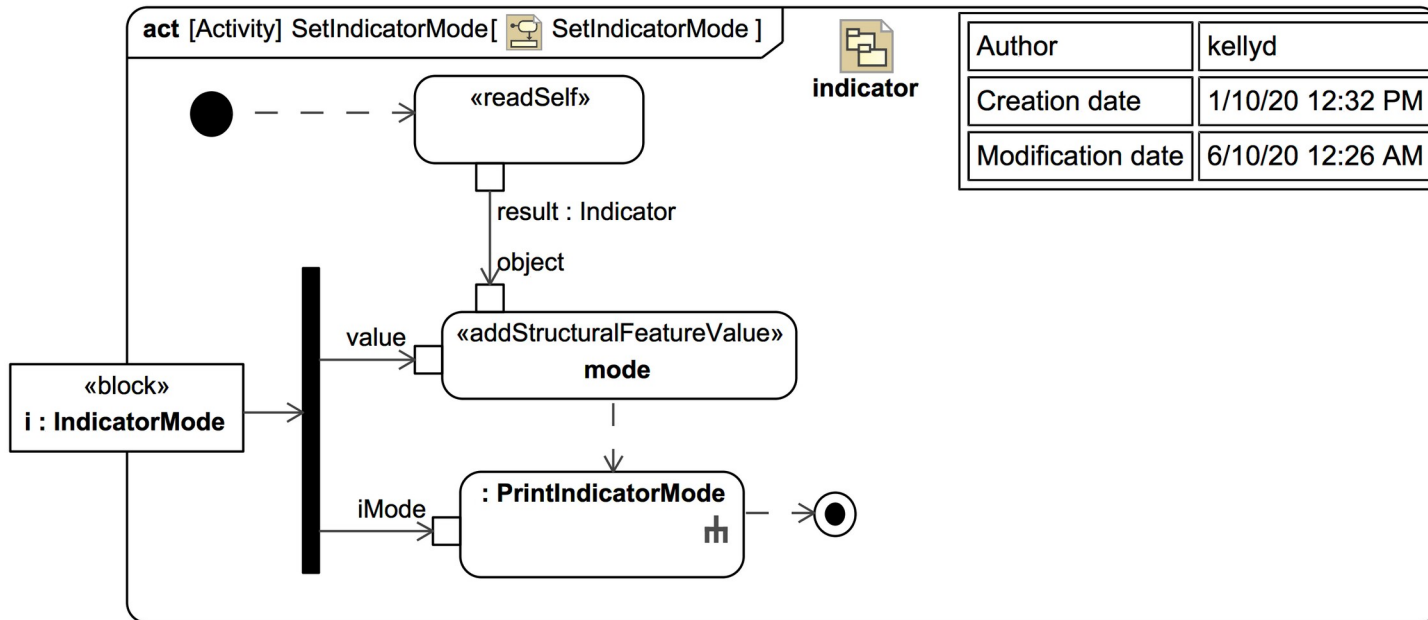 act [Activity] SetIndicatorMode[ SetIndicatorMode ]
indicator
Author kellyd
Creation date 1/10/20 12:32 PM
Modification date 6/10/20 12:26 AM
«readSelf»
result : Indicator
object
value
«addStructuralFeatureValue»
mode
«block»
i : IndicatorMode
iMode
: PrintIndicatorMode